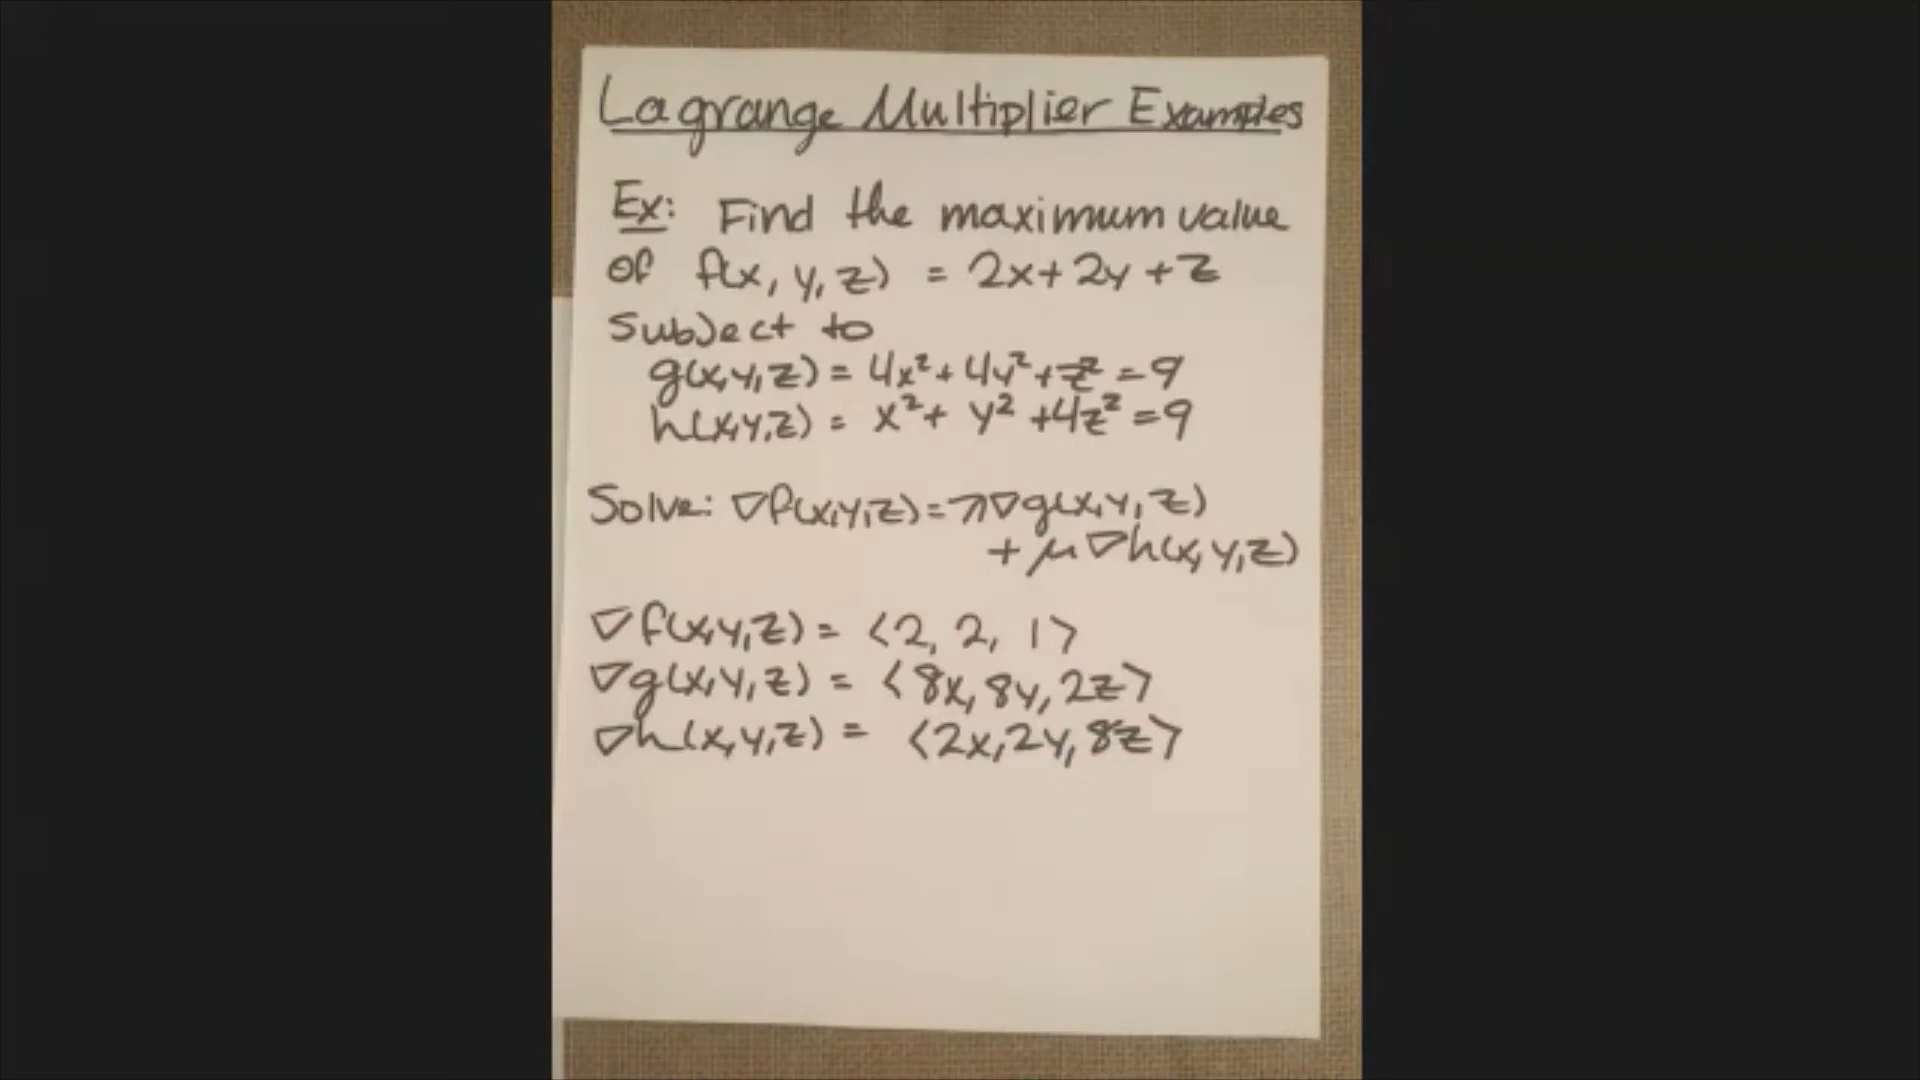 Lagrange Multiplier Examples
Ex: Find the maximum value
of f(x, y, z) = 2x + 2y + z
Subject to
g(x,y,z) = 4x² + 4y² + z² = 9
h(x,y,z) = x² + y² + 4z² = 9
Solve: ∇f(x,y,z) = λ∇g(x,y,z)
+ μ∇h(x,y,z)
∇f(x,y,z) = ⟨2, 2, 1⟩
∇g(x,y,z) = ⟨8x, 8y, 2z⟩
∇h(x,y,z) = ⟨2x, 2y, 8z⟩